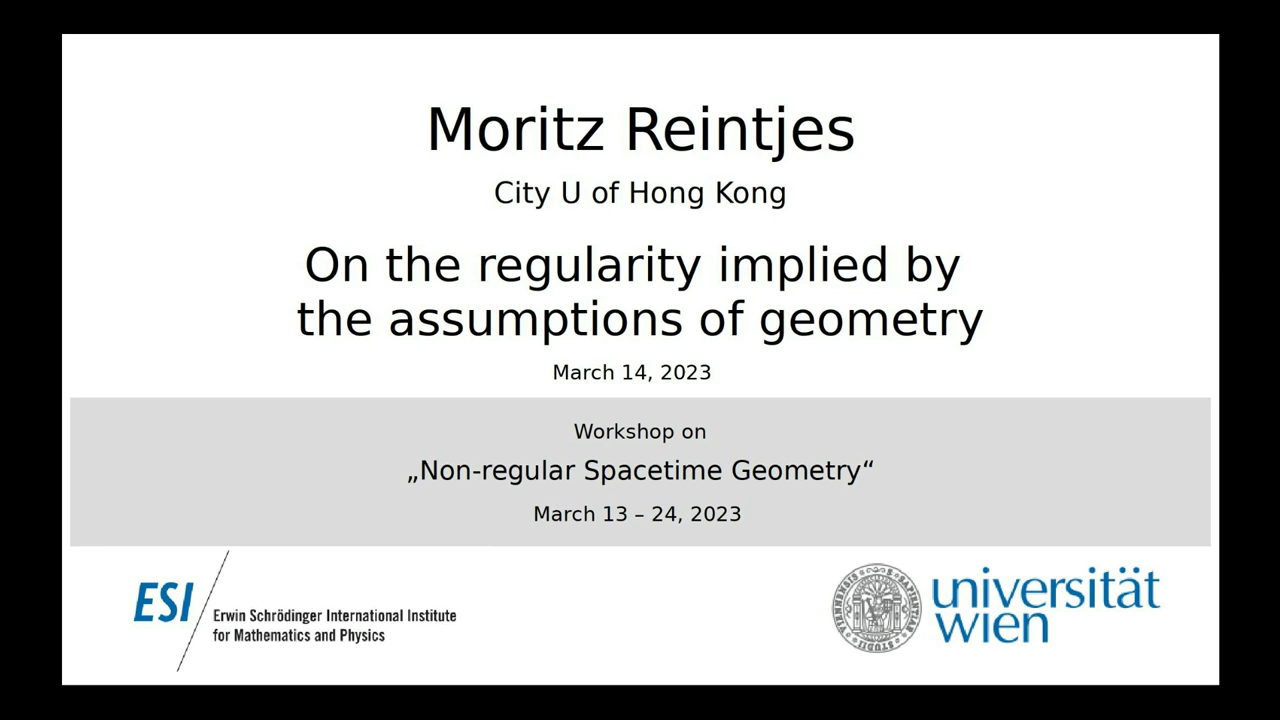 Moritz Reintjes
City U of Hong Kong
On the regularity implied by
the assumptions of geometry
March 14, 2023
Workshop on
„Non-regular Spacetime Geometry“
March 13 – 24, 2023
ESI
Erwin Schrödinger International Institute
for Mathematics and Physics
universität
wien